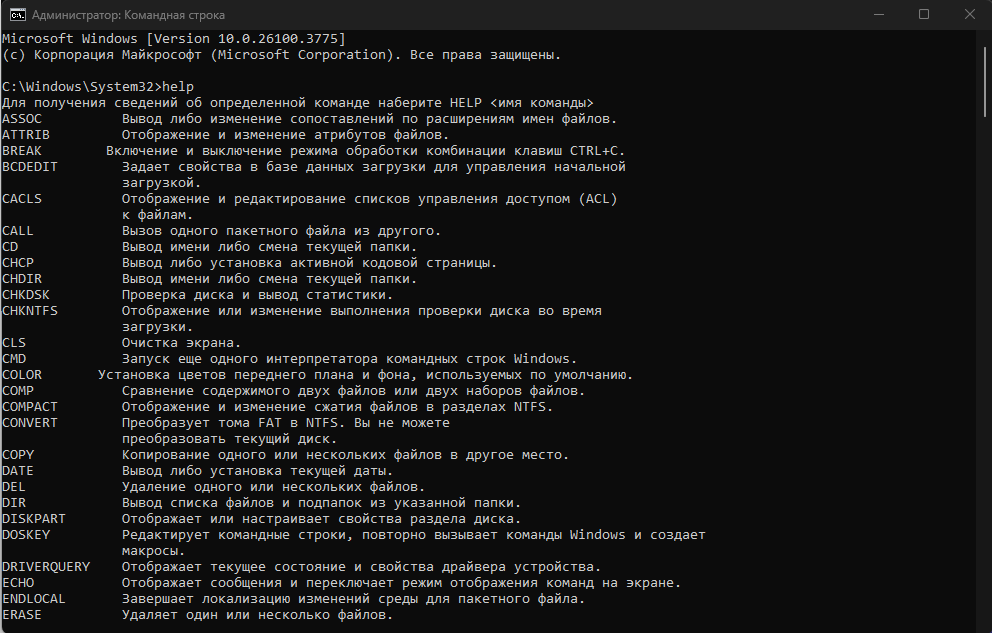 Администратор: Командная строка
Microsoft Windows [Version 10.0.26100.3775]
(c) Корпорация Майкрософт (Microsoft Corporation). Все права защищены.
C:\Windows\System32>help
Для получения сведений об определенной команде наберите HELP <имя команды>
ASSOC          Вывод либо изменение сопоставлений по расширениям имен файлов.
ATTRIB         Отображение и изменение атрибутов файлов.
BREAK        Включение и выключение режима обработки комбинации клавиш CTRL+C.
BCDEDIT        Задает свойства в базе данных загрузки для управления начальной
               загрузкой.
CACLS          Отображение и редактирование списков управления доступом (ACL)
               к файлам.
CALL           Вызов одного пакетного файла из другого.
CD             Вывод имени либо смена текущей папки.
CHCP           Вывод либо установка активной кодовой страницы.
CHDIR          Вывод имени либо смена текущей папки.
CHKDSK         Проверка диска и вывод статистики.
CHKNTFS        Отображение или изменение выполнения проверки диска во время
               загрузки.
CLS            Очистка экрана.
CMD            Запуск еще одного интерпретатора командных строк Windows.
COLOR       Установка цветов переднего плана и фона, используемых по умолчанию.
COMP           Сравнение содержимого двух файлов или двух наборов файлов.
COMPACT        Отображение и изменение сжатия файлов в разделах NTFS.
CONVERT        Преобразует тома FAT в NTFS. Вы не можете
               преобразовать текущий диск.
COPY           Копирование одного или нескольких файлов в другое место.
DATE           Вывод либо установка текущей даты.
DEL            Удаление одного или нескольких файлов.
DIR            Вывод списка файлов и подпапок из указанной папки.
DISKPART       Отображает или настраивает свойства раздела диска.
DOSKEY         Редактирует командные строки, повторно вызывает команды Windows и создает
               макросы.
DRIVERQUERY    Отображает текущее состояние и свойства драйвера устройства.
ECHO           Отображает сообщения и переключает режим отображения команд на экране.
ENDLOCAL       Завершает локализацию изменений среды для пакетного файла.
ERASE          Удаляет один или несколько файлов.